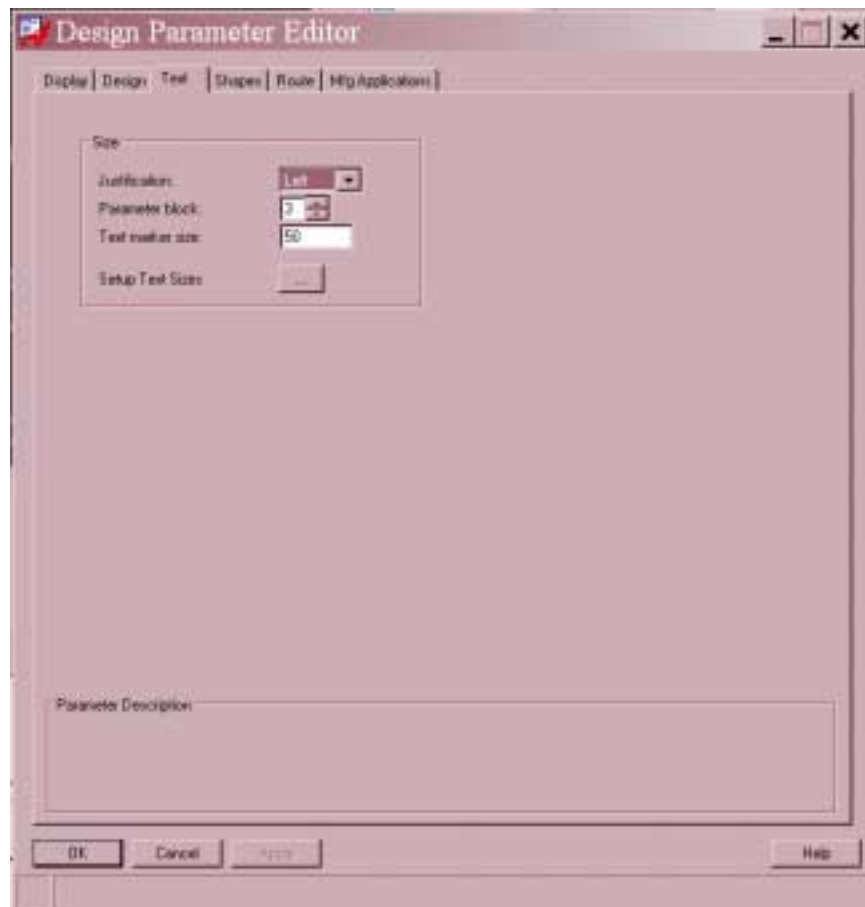 Design Parameter Editor
Display Design Text Shapes Route Mfg Applications
Size
Justification: Left
Parameter block: 3
Text marker size: 50
Setup Text Sizes ...
Parameter Description
OK Cancel Apply Help